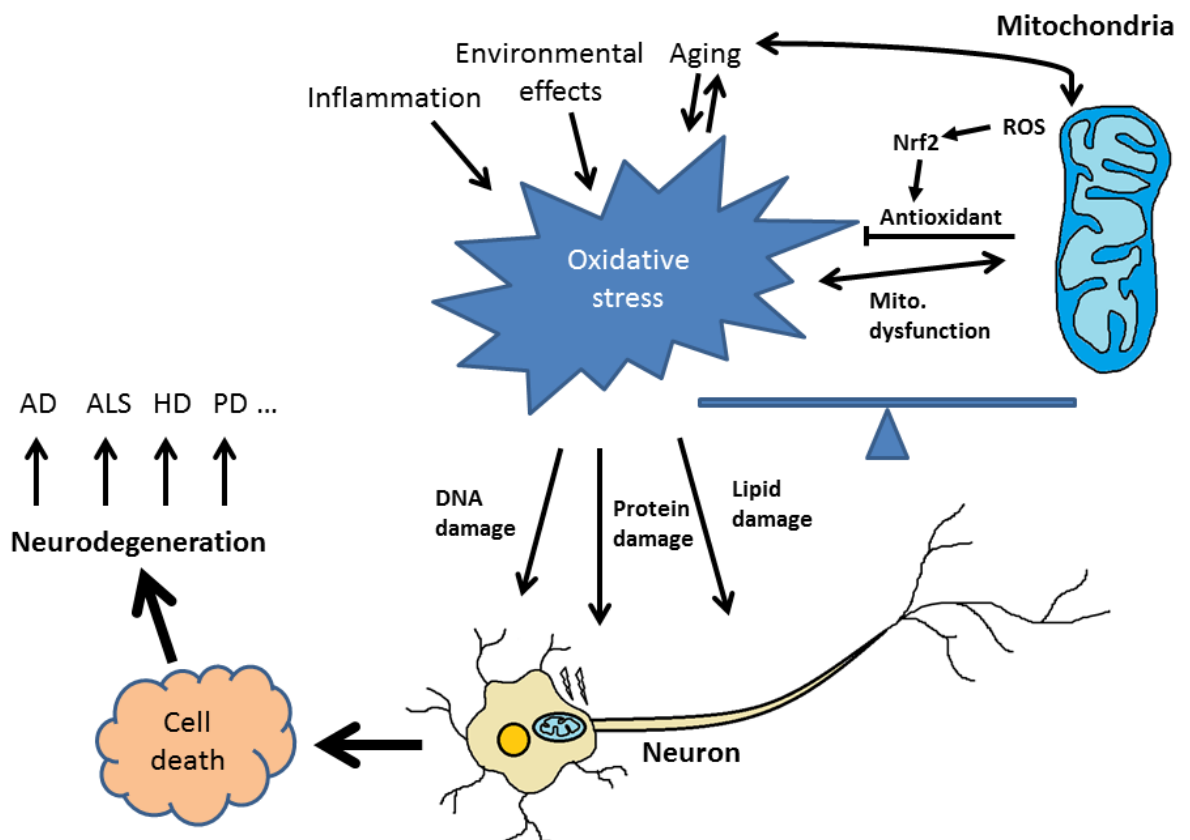 Mitochondria
Environmental
effects
Aging
Inflammation
ROS
Nrf2
Antioxidant
Oxidative
stress
Mito.
dysfunction
AD ALS HD PD ...
DNA
damage
Protein
damage
Lipid
damage
Neurodegeneration
Cell
death
Neuron